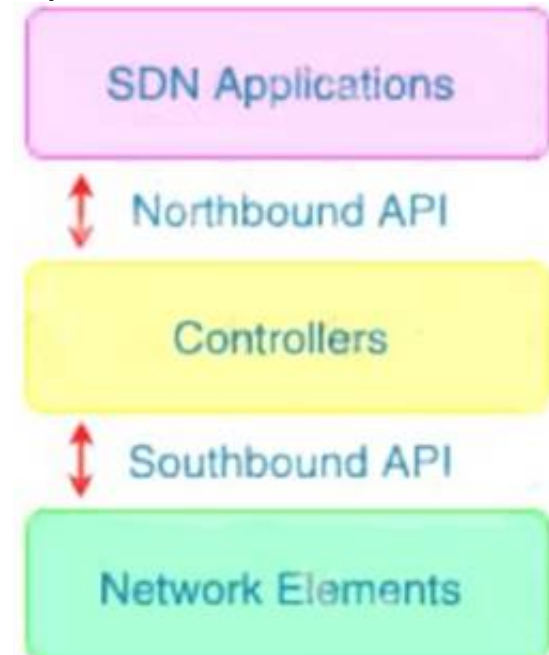 SDN Applications
Northbound API
Controllers
Southbound API
Network Elements